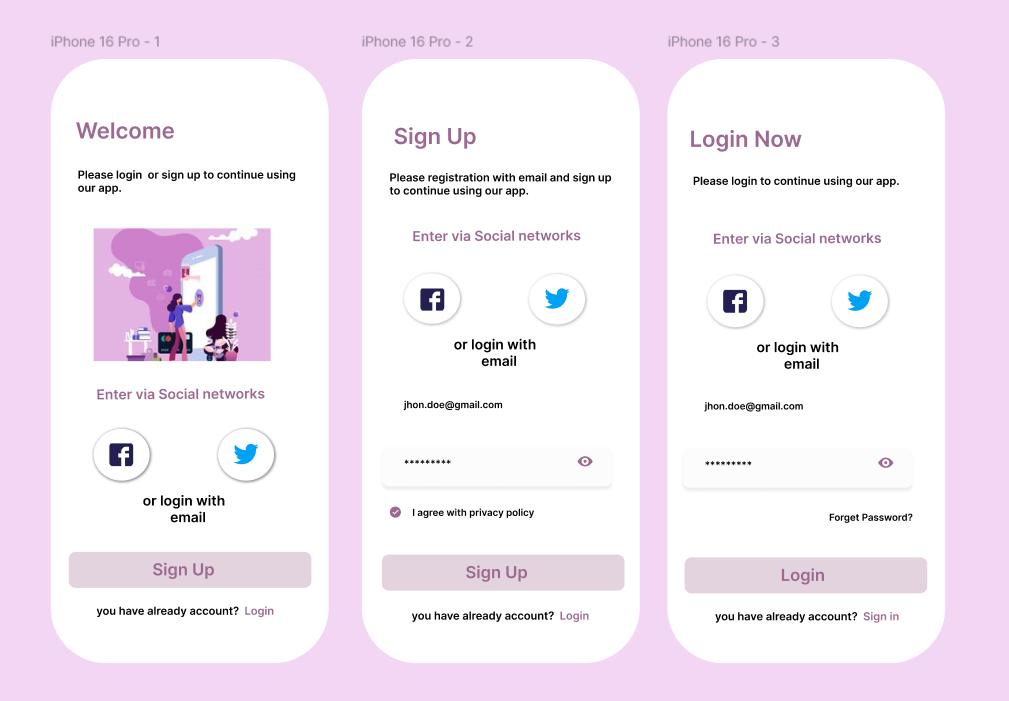 iPhone 16 Pro - 1
Welcome
Please login or sign up to continue using
our app.
Enter via Social networks
or login with
email
Sign Up
you have already account? Login
iPhone 16 Pro - 2
Sign Up
Please registration with email and sign up
to continue using our app.
Enter via Social networks
or login with
email
jhon.doe@gmail.com
*********
I agree with privacy policy
Sign Up
you have already account? Login
iPhone 16 Pro - 3
Login Now
Please login to continue using our app.
Enter via Social networks
or login with
email
jhon.doe@gmail.com
*********
Forget Password?
Login
you have already account? Sign in